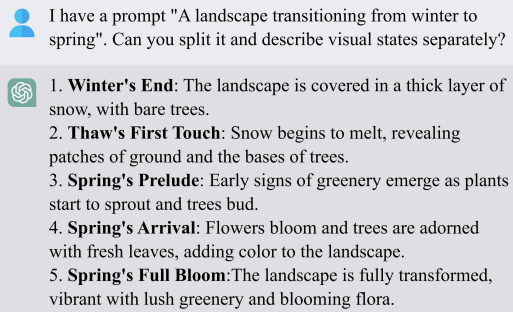 I have a prompt "A landscape transitioning from winter to
spring". Can you split it and describe visual states separately?
1. Winter's End: The landscape is covered in a thick layer of
snow, with bare trees.
2. Thaw's First Touch: Snow begins to melt, revealing
patches of ground and the bases of trees.
3. Spring's Prelude: Early signs of greenery emerge as plants
start to sprout and trees bud.
4. Spring's Arrival: Flowers bloom and trees are adorned
with fresh leaves, adding color to the landscape.
5. Spring's Full Bloom:The landscape is fully transformed,
vibrant with lush greenery and blooming flora.